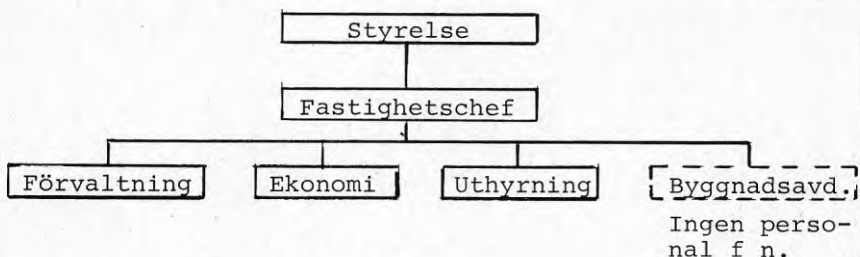 Styrelse
Fastighetschef
Förvaltning Ekonomi Uthyrning Byggnadsavd.
Ingen perso-
nal f n.